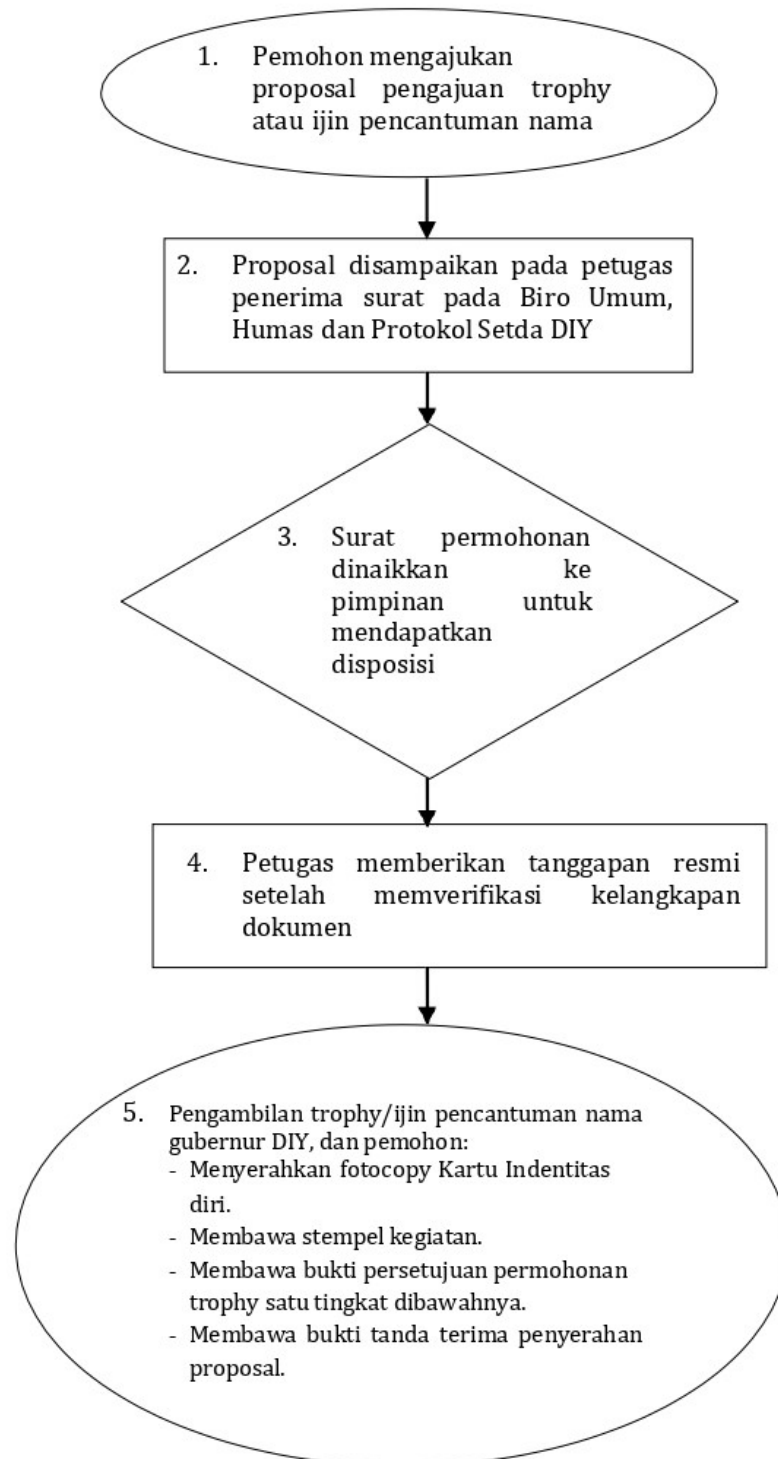 1. Pemohon mengajukan
proposal pengajuan trophy
atau ijin pencantuman nama
2. Proposal disampaikan pada petugas
penerima surat pada Biro Umum,
Humas dan Protokol Setda DIY
3. Surat permohonan
dinaikkan ke
pimpinan untuk
mendapatkan
disposisi
4. Petugas memberikan tanggapan resmi
setelah memverifikasi kelangkapan
dokumen
5. Pengambilan trophy/ijin pencantuman nama
gubernur DIY, dan pemohon:
- Menyerahkan fotocopy Kartu Indentitas
diri.
- Membawa stempel kegiatan.
- Membawa bukti persetujuan permohonan
trophy satu tingkat dibawahnya.
- Membawa bukti tanda terima penyerahan
proposal.